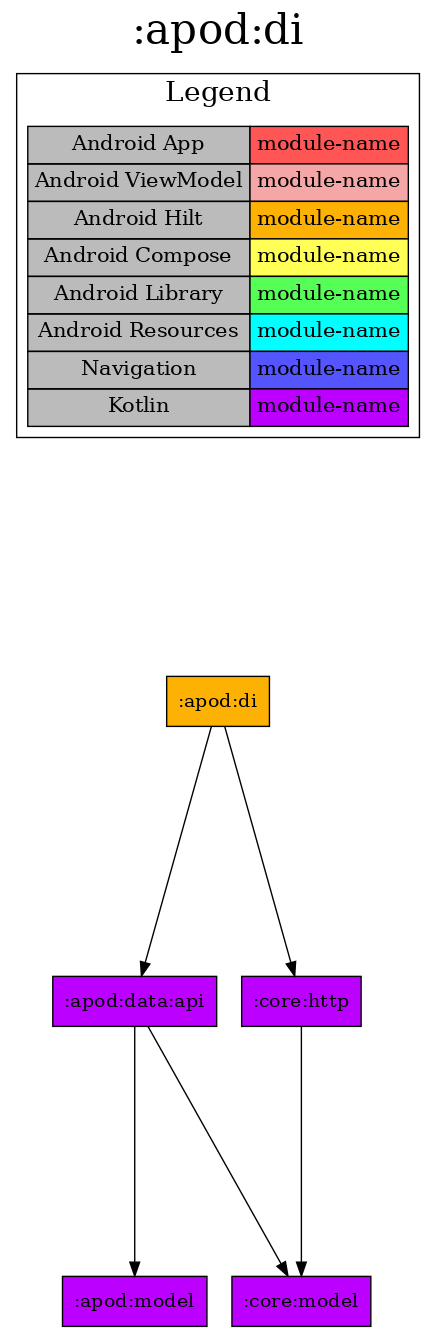 :apod:di
Legend
Android App module-name
Android ViewModel module-name
Android Hilt module-name
Android Compose module-name
Android Library module-name
Android Resources module-name
Navigation module-name
Kotlin module-name
:apod:di
:apod:data:api :core:http
:apod:model :core:model